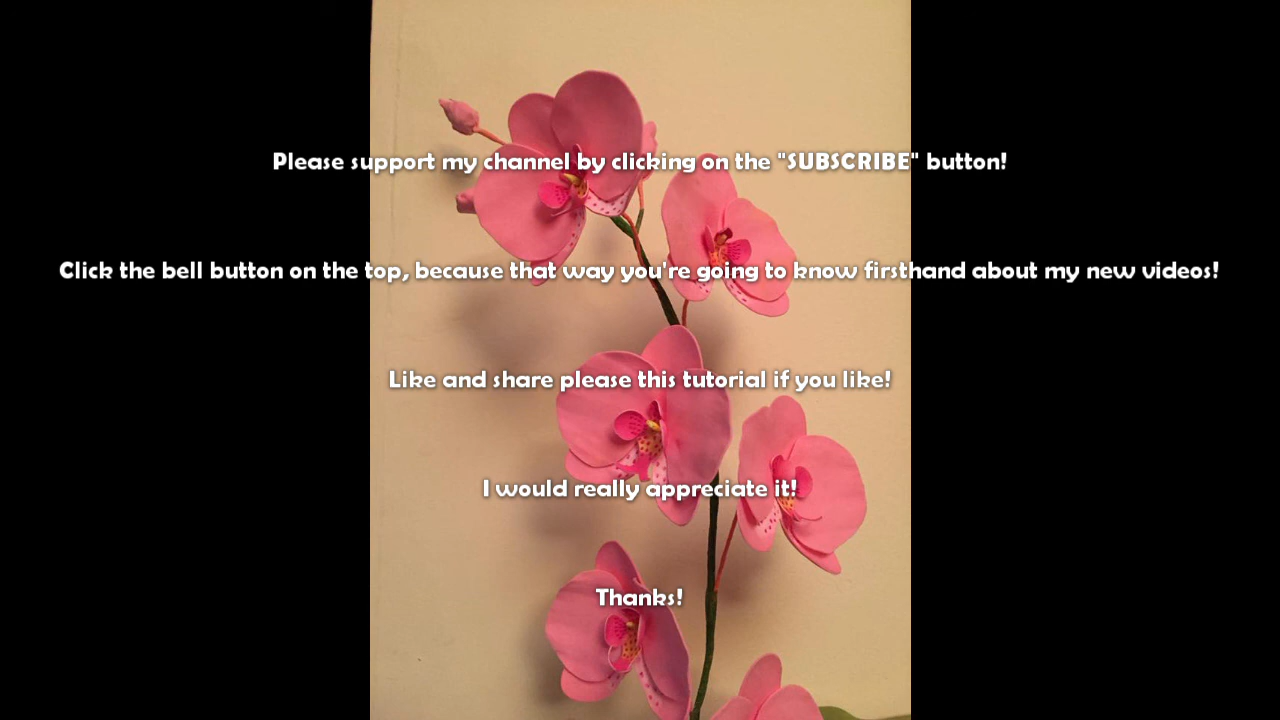 Please support my channel by clicking on the "SUBSCRIBE" button!
Click the bell button on the top, because that way you're going to know firsthand about my new videos!
Like and share please this tutorial if you like!
I would really appreciate it!
Thanks!